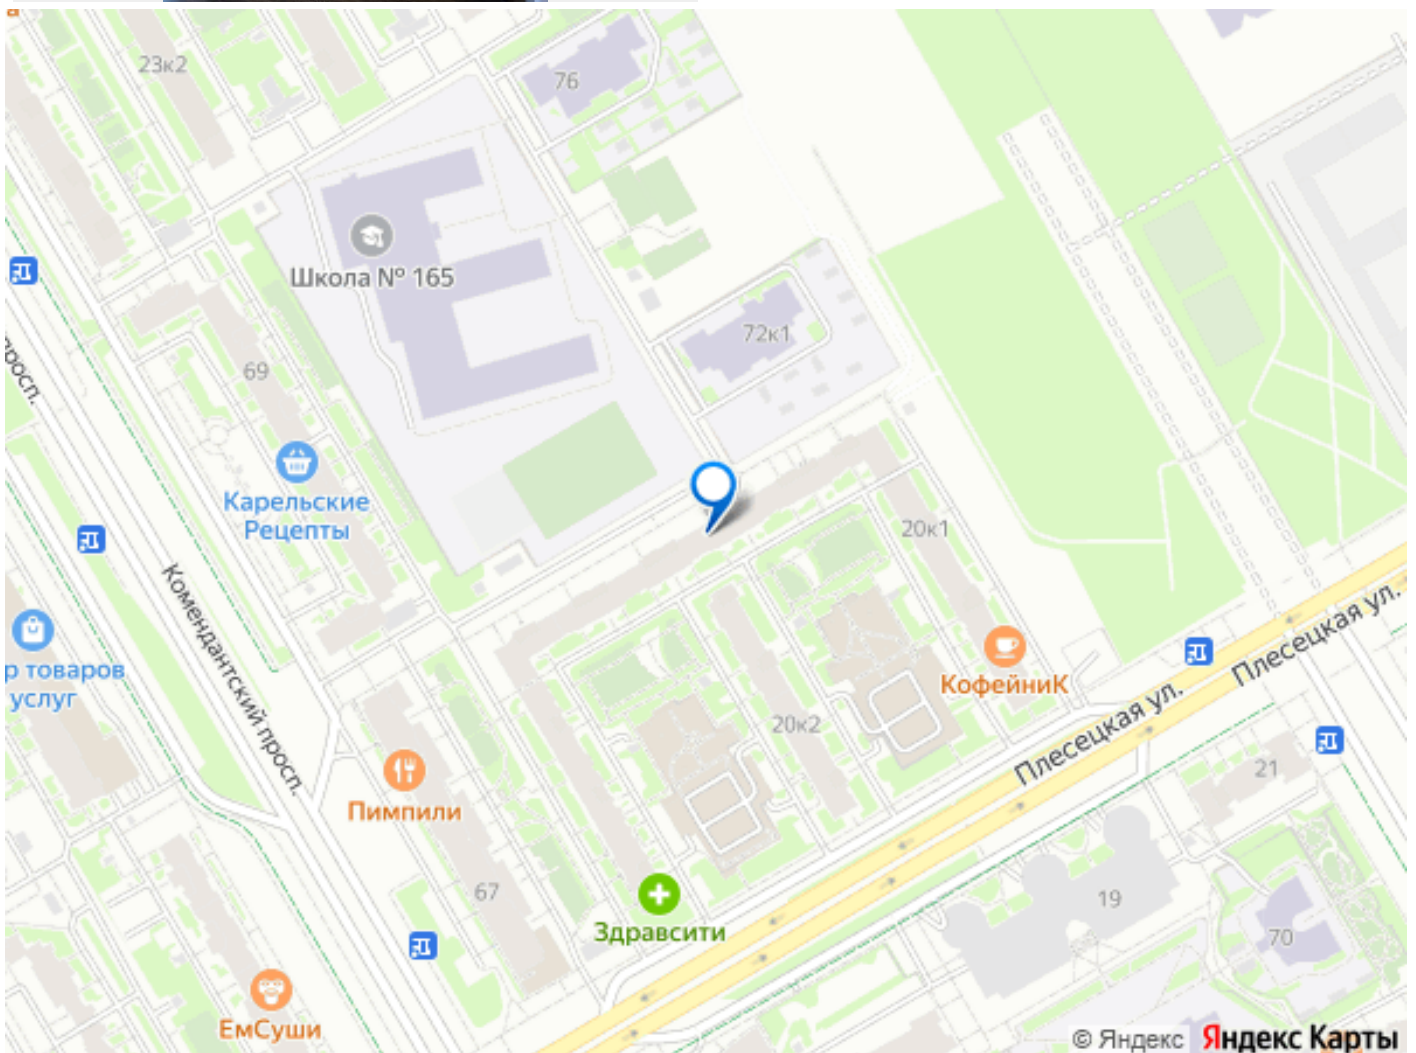 23к2
76
Школа № 165
72к1
просп.
69
Карельские
Рецепты
20к1
Комендантский просп.
р товаров
услуг
КофейниК
Плесецкая ул.
Плесецкая ул.
20к2
21
Пимпили
67
19
Здравсити
70
ЕмСуши
© Яндекс Яндекс Карты